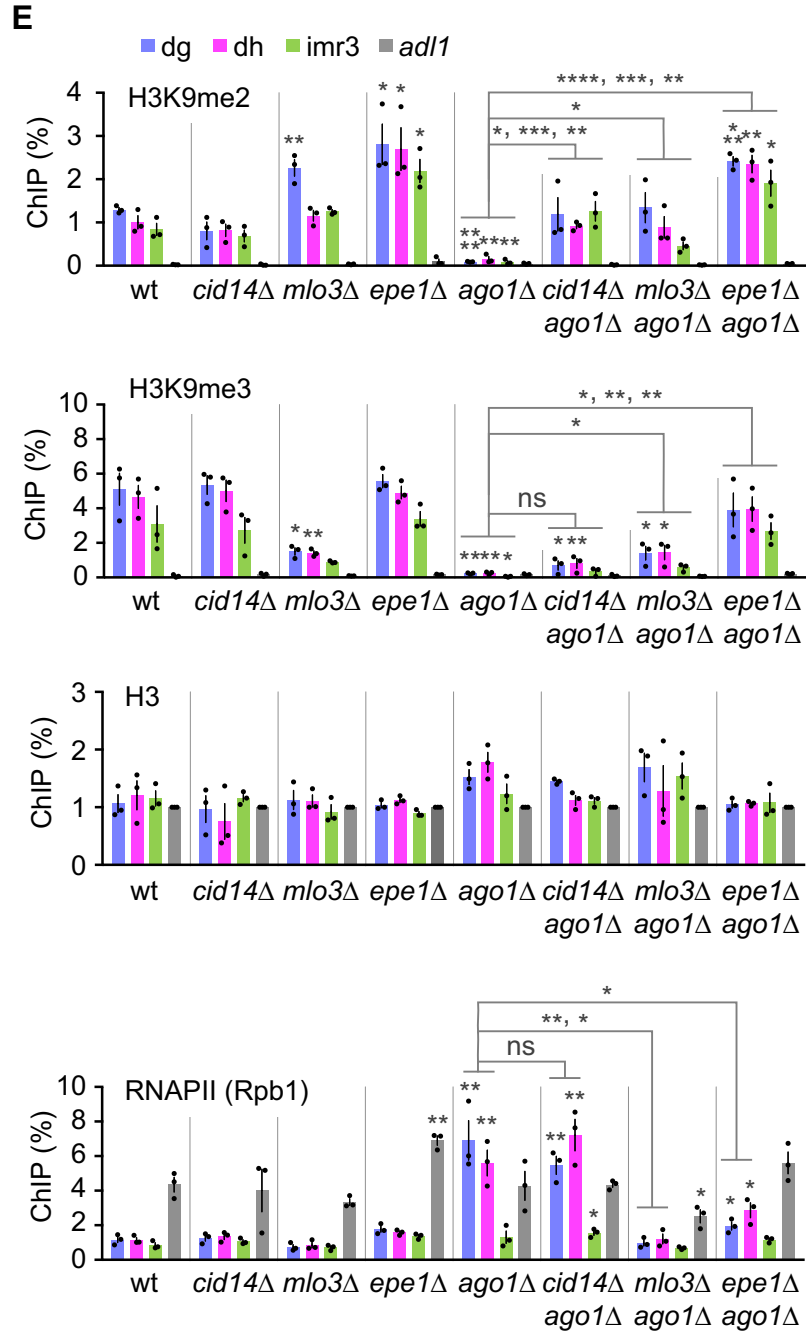 E
dg dh imr3 adl1
****, ***, **
*
*, ***, **
H3K9me2
ChIP (%)
4
3
2
1
0
** * * * ** ** ** ** * ** ** *
wt cid14Δ mlo3Δ epe1Δ ago1Δ cid14Δ ago1Δ mlo3Δ ago1Δ epe1Δ ago1Δ
H3K9me3
*, **, **
*
ns
ChIP (%)
10
8
6
4
2
0
* ** ** ** * * ** * *
wt cid14Δ mlo3Δ epe1Δ ago1Δ cid14Δ ago1Δ mlo3Δ ago1Δ epe1Δ ago1Δ
H3
ChIP (%)
3
2
1
0
wt cid14Δ mlo3Δ epe1Δ ago1Δ cid14Δ ago1Δ mlo3Δ ago1Δ epe1Δ ago1Δ
*
**, *
ns
RNAPII (Rpb1)
ChIP (%)
10
8
6
4
2
0
** ** ** ** ** * * * *
wt cid14Δ mlo3Δ epe1Δ ago1Δ cid14Δ ago1Δ mlo3Δ ago1Δ epe1Δ ago1Δ